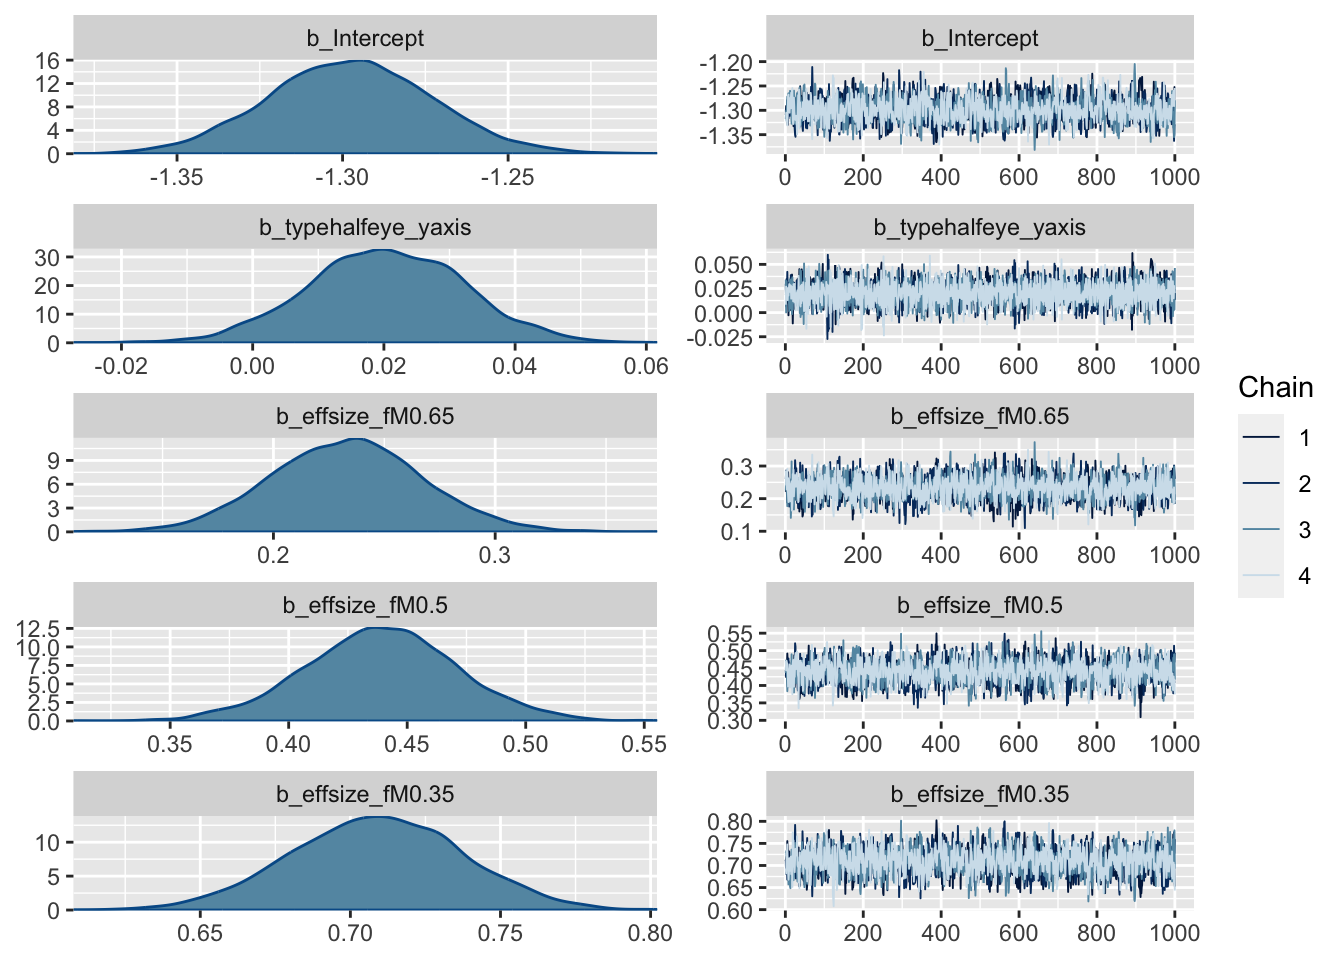 b_Intercept
16
12
8
4
0
-1.35 -1.30 -1.25
b_Intercept
-1.20
-1.25
-1.30
-1.35
0 200 400 600 800 1000
b_typehalfeye_yaxis
30
20
10
0
-0.02 0.00 0.02 0.04 0.06
b_typehalfeye_yaxis
0.050
0.025
0.000
-0.025
0 200 400 600 800 1000
b_effsize_fM0.65
9
6
3
0
0.2 0.3
b_effsize_fM0.65
0.3
0.2
0.1
0 200 400 600 800 1000
b_effsize_fM0.5
12.5
10.0
7.5
5.0
2.5
0.0
0.35 0.40 0.45 0.50 0.55
b_effsize_fM0.5
0.55
0.50
0.45
0.40
0.35
0.30
0 200 400 600 800 1000
b_effsize_fM0.35
10
5
0
0.65 0.70 0.75 0.80
b_effsize_fM0.35
0.80
0.75
0.70
0.65
0.60
0 200 400 600 800 1000
Chain
1
2
3
4